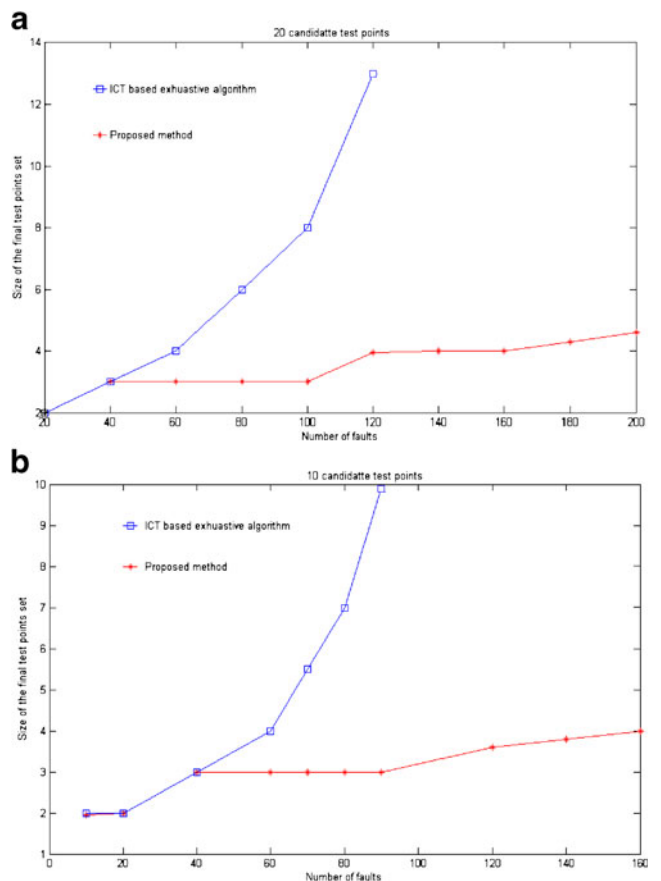 a
20 candidatte test points
14
12
10
8
6
4
2
Size of the final test points set
ICT based exhuastive algorithm
Proposed method
20 40 60 80 100 120 140 160 180 200
Number of faults
b
10 candidatte test points
10
9
8
7
6
5
4
3
2
1
Size of the final test points set
ICT based exhuastive algorithm
Proposed method
0 20 40 60 80 100 120 140 160
Number of faults